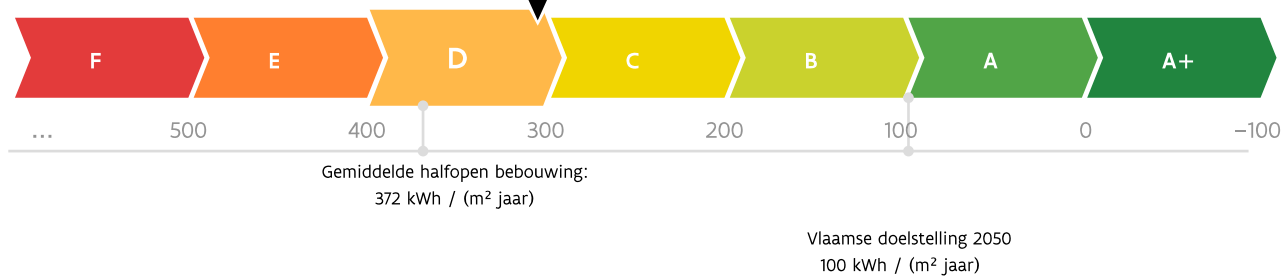 F E D C B A A+
... 500 400 300 200 100 0 −100
Gemiddelde halfopen bebouwing:
372 kWh / (m² jaar)
Vlaamse doelstelling 2050
100 kWh / (m² jaar)